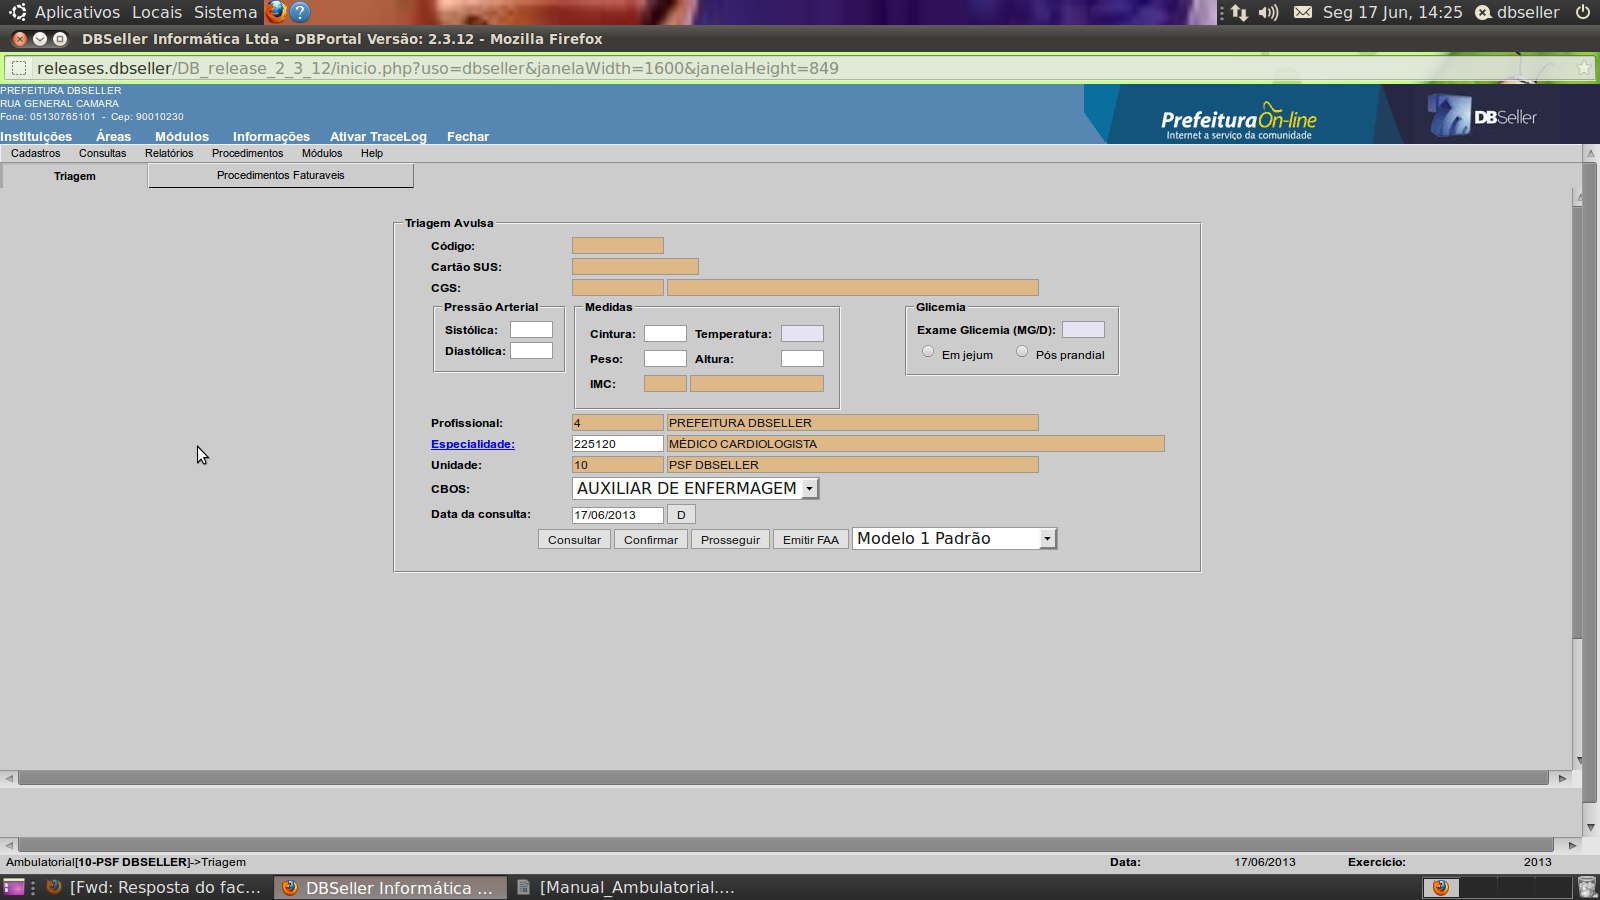 Aplicativos Locais Sistema ? Seg 17 Jun, 14:25 dbseller
DBSeller Informática Ltda - DBPortal Versão: 2.3.12 - Mozilla Firefox
releases.dbseller/DB_release_2_3_12/inicio.php?uso=dbseller&janelaWidth=1600&janelaHeight=849
PREFEITURA DBSELLER
RUA GENERAL CAMARA
Fone: 05130765101 - Cep: 90010230
Prefeitura On-line
Internet a serviço da comunidade
DBSeller
Instituições Áreas Módulos Informações Ativar TraceLog Fechar
Cadastros Consultas Relatórios Procedimentos Módulos Help
Triagem Procedimentos Faturaveis
Triagem Avulsa
Código:
Cartão SUS:
CGS:
Pressão Arterial Medidas Glicemia
Sistólica: Cintura: Temperatura: Exame Glicemia (MG/D):
Diastólica: Peso: Altura: Em jejum Pós prandial
IMC:
Profissional: 4 PREFEITURA DBSELLER
Especialidade: 225120 MÉDICO CARDIOLOGISTA
Unidade: 10 PSF DBSELLER
CBOS: AUXILIAR DE ENFERMAGEM
Data da consulta: 17/06/2013 D
Consultar Confirmar Prosseguir Emitir FAA Modelo 1 Padrão
Ambulatorial[10-PSF DBSELLER]->Triagem Data: 17/06/2013 Exercício: 2013
[Fwd: Resposta do fac... DBSeller Informática ... [Manual_Ambulatorial....